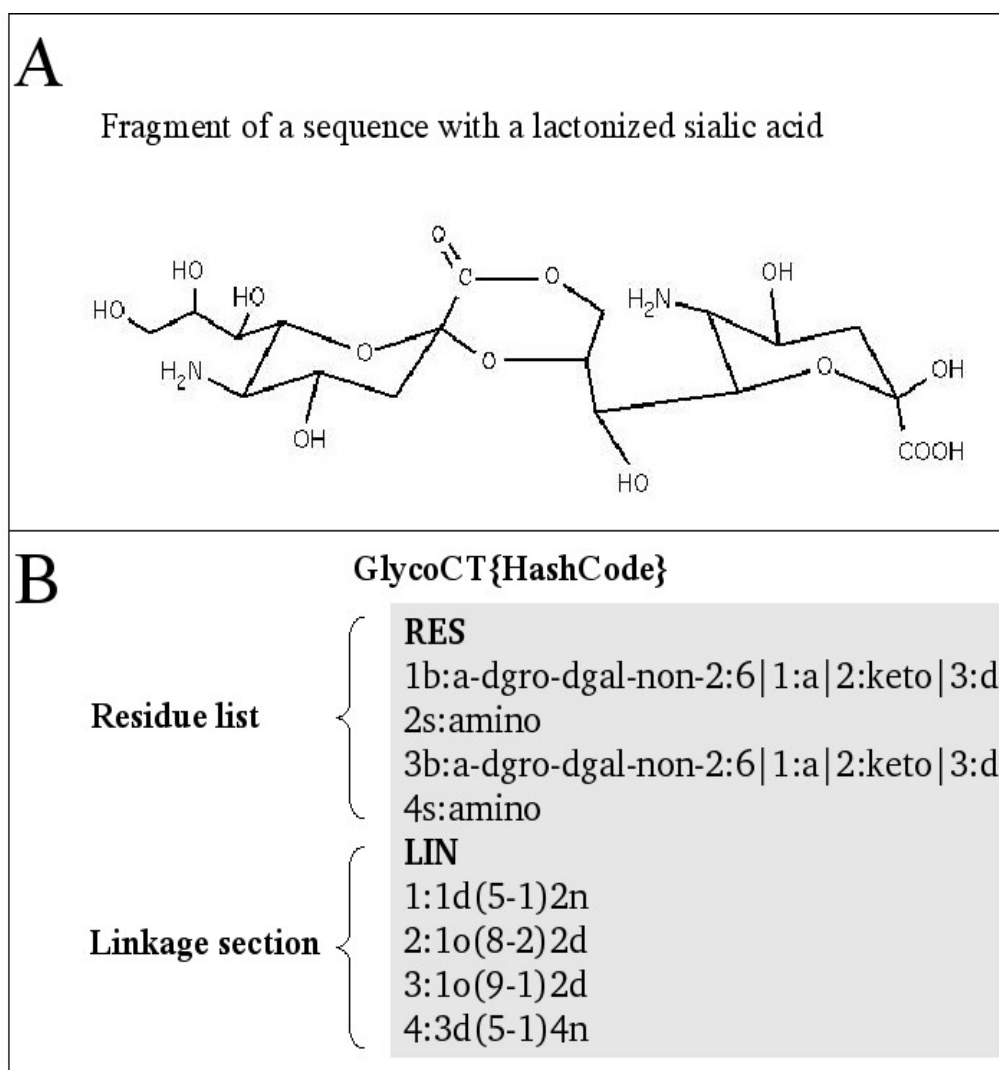 A
Fragment of a sequence with a lactonized sialic acid
O
HO
OH
HO
HO
C
O
H₂N
O
O
O
OH
H₂N
OH
COOH
OH
HO
B
GlycoCT{HashCode}
RES
1b:a-dgro-dgal-non-2:6|1:a|2:keto|3:d
Residue list
2s:amino
3b:a-dgro-dgal-non-2:6|1:a|2:keto|3:d
4s:amino
LIN
1:1d(5-1)2n
Linkage section
2:1o(8-2)2d
3:1o(9-1)2d
4:3d(5-1)4n